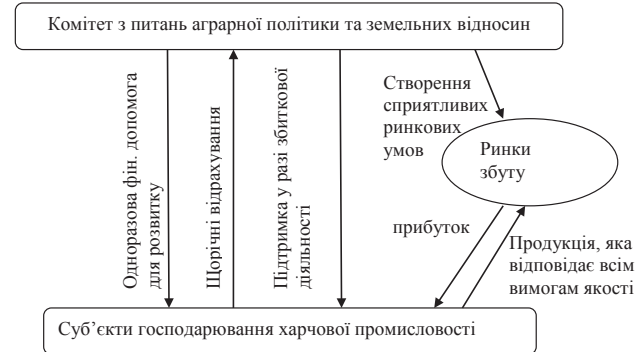 Комітет з питань аграрної політики та земельних відносин
Одноразова фін. допомога
для розвитку
Щорічні відрахування
Підтримка у разі збиткової
діяльності
Створення
сприятливих
ринкових
умов
Ринки
збуту
прибуток
Продукція, яка
відповідає всім
вимогам якості
Суб’єкти господарювання харчової промисловості